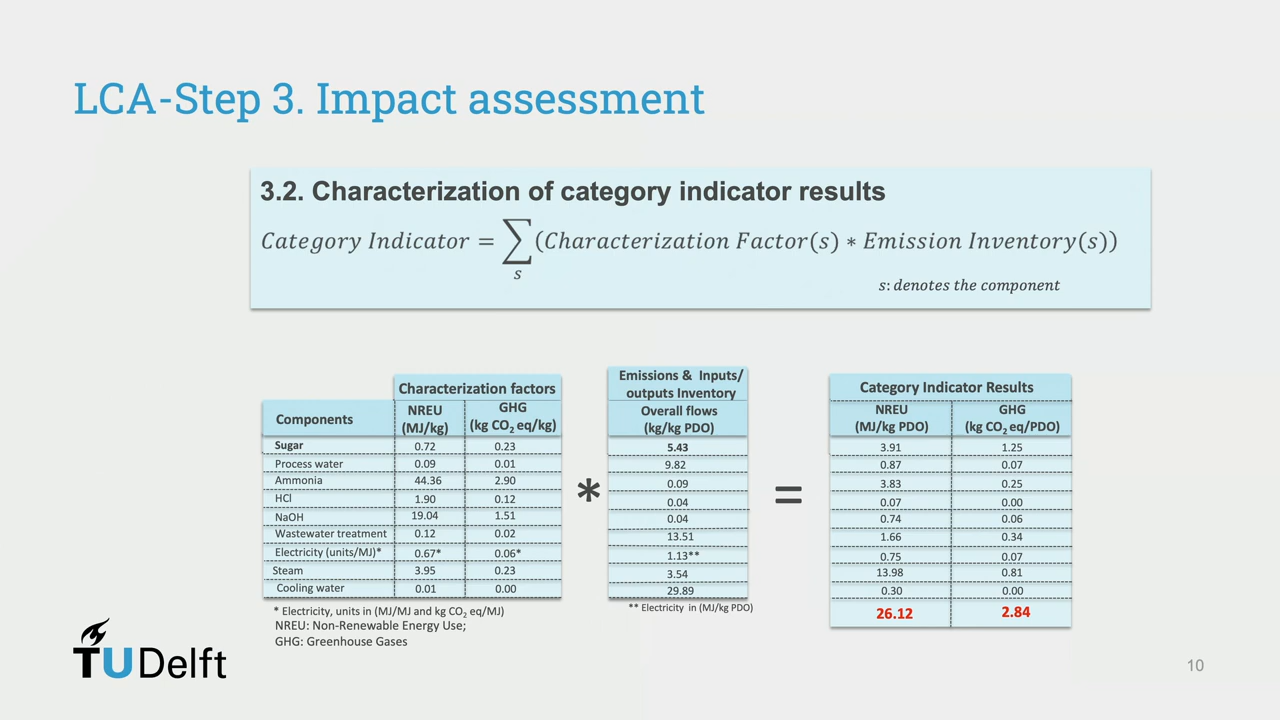 LCA-Step 3. Impact assessment
3.2. Characterization of category indicator results
Category Indicator = ∑ (Characterization Factor(s) ∗ Emission Inventory(s))
s
s: denotes the component
Characterization factors
Components NREU (MJ/kg) GHG (kg CO2 eq/kg)
Sugar 0.72 0.23
Process water 0.09 0.01
Ammonia 44.36 2.90
HCl 1.90 0.12
NaOH 19.04 1.51
Wastewater treatment 0.12 0.02
Electricity (units/MJ)* 0.67* 0.06*
Steam 3.95 0.23
Cooling water 0.01 0.00
* Electricity, units in (MJ/MJ and kg CO2 eq/MJ)
NREU: Non-Renewable Energy Use;
GHG: Greenhouse Gases
*
Emissions & Inputs/
outputs Inventory
Overall flows
(kg/kg PDO)
5.43
9.82
0.09
0.04
0.04
13.51
1.13**
3.54
29.89
** Electricity in (MJ/kg PDO)
=
Category Indicator Results
NREU (MJ/kg PDO) GHG (kg CO2 eq/PDO)
3.91 1.25
0.87 0.07
3.83 0.25
0.07 0.00
0.74 0.06
1.66 0.34
0.75 0.07
13.98 0.81
0.30 0.00
26.12 2.84
TU Delft
10